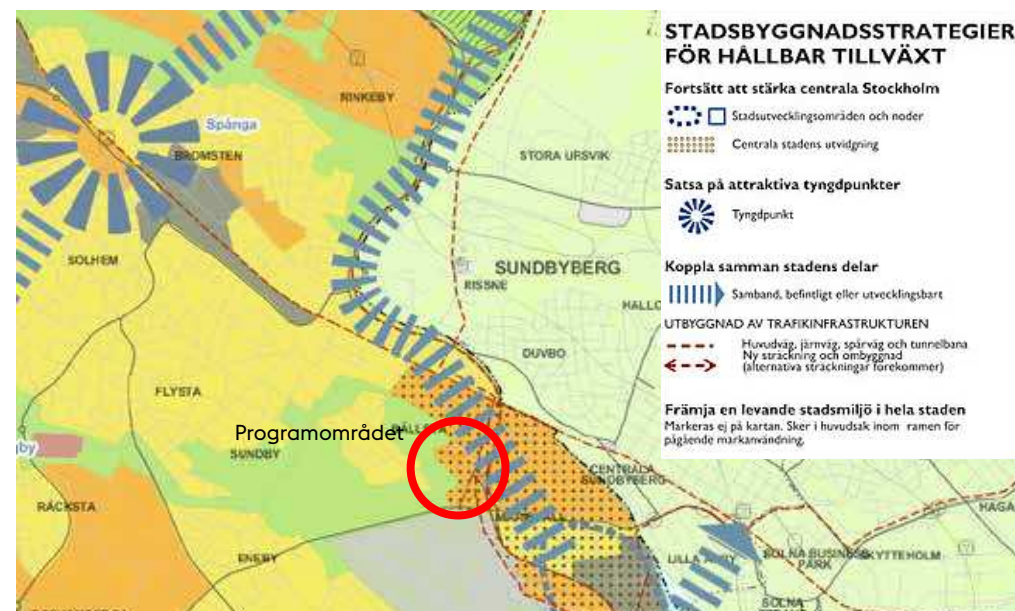 STADSBYGGNADSSTRATEGIER
FÖR HÅLLBAR TILLVÄXT
Fortsätt att stärka centrala Stockholm
Stadsutvecklingsområden och noder
Centrala stadens utvidgning
Satsa på attraktiva tyngdpunkter
Tyngdpunkt
Koppla samman stadens delar
Samband, befintligt eller utvecklingsbart
UTBYGGNAD AV TRAFIKINFRASTRUKTUREN
Huvudväg, järnväg, spårväg och tunnelbana
Ny sträckning och ombyggnad
(alternativa sträckningar förekommer)
Främja en levande stadsmiljö i hela staden
Markeras ej på kartan. Sker i huvudsak inom ramen för
pågående markanvändning.
RINKEBY
Spånga
BROMSTEN
STORA URSVIK
SOLHEM
SUNDBYBERG
RISSNE
HALLO
DUVBO
FLYSTA
Programområdet
SUNDBY
CENTRALA
SUNDBYBERG
RÄCKSTA
HAGA
ENEBY
SOLNA BUSINESS
PARK
SKYTTEHOLM
SOLNA